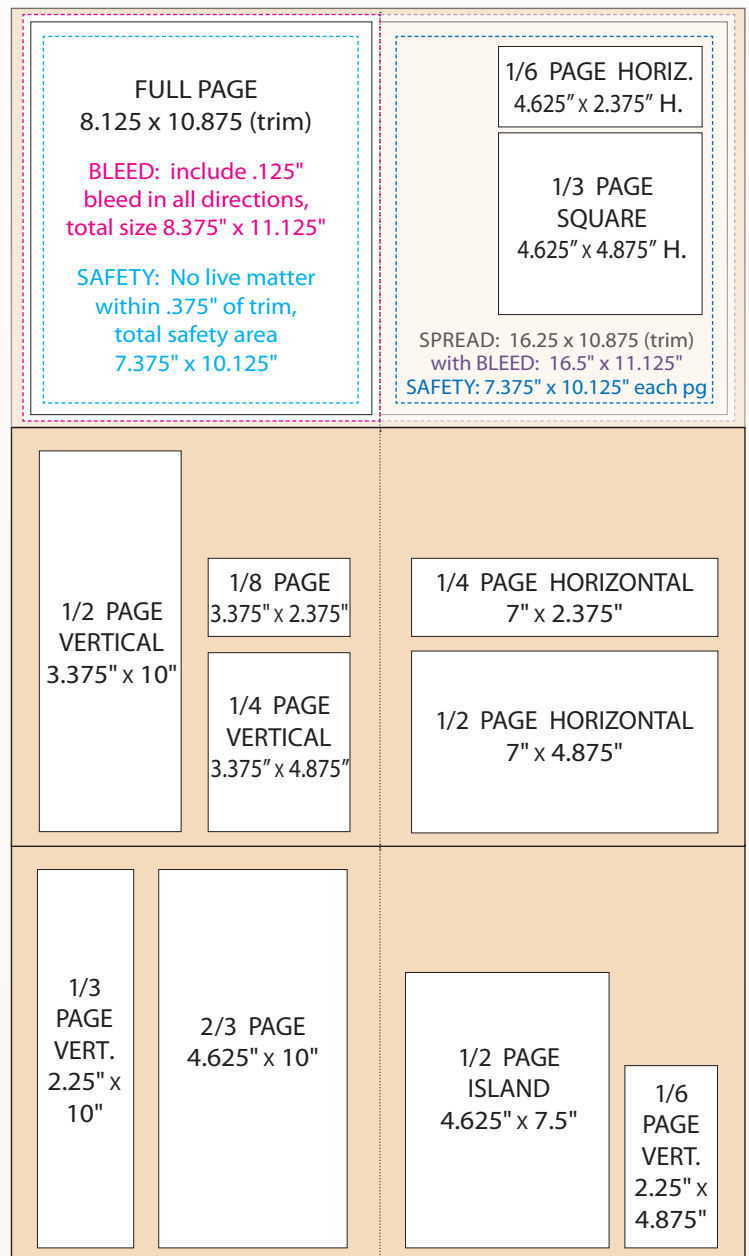 FULL PAGE
8.125 x 10.875 (trim)
BLEED: include .125"
bleed in all directions,
total size 8.375" x 11.125"
SAFETY: No live matter
within .375" of trim,
total safety area
7.375" x 10.125"
1/6 PAGE HORIZ.
4.625” x 2.375” H.
1/3 PAGE
SQUARE
4.625” x 4.875” H.
SPREAD: 16.25 x 10.875 (trim)
with BLEED: 16.5" x 11.125"
SAFETY: 7.375" x 10.125" each pg
1/2 PAGE
VERTICAL
3.375" x 10"
1/8 PAGE
3.375" x 2.375"
1/4 PAGE
VERTICAL
3.375” x 4.875”
1/4 PAGE HORIZONTAL
7" x 2.375"
1/2 PAGE HORIZONTAL
7" x 4.875"
1/3
PAGE
VERT.
2.25" x
10"
2/3 PAGE
4.625" x 10"
1/2 PAGE
ISLAND
4.625" x 7.5"
1/6
PAGE
VERT.
2.25" x
4.875"